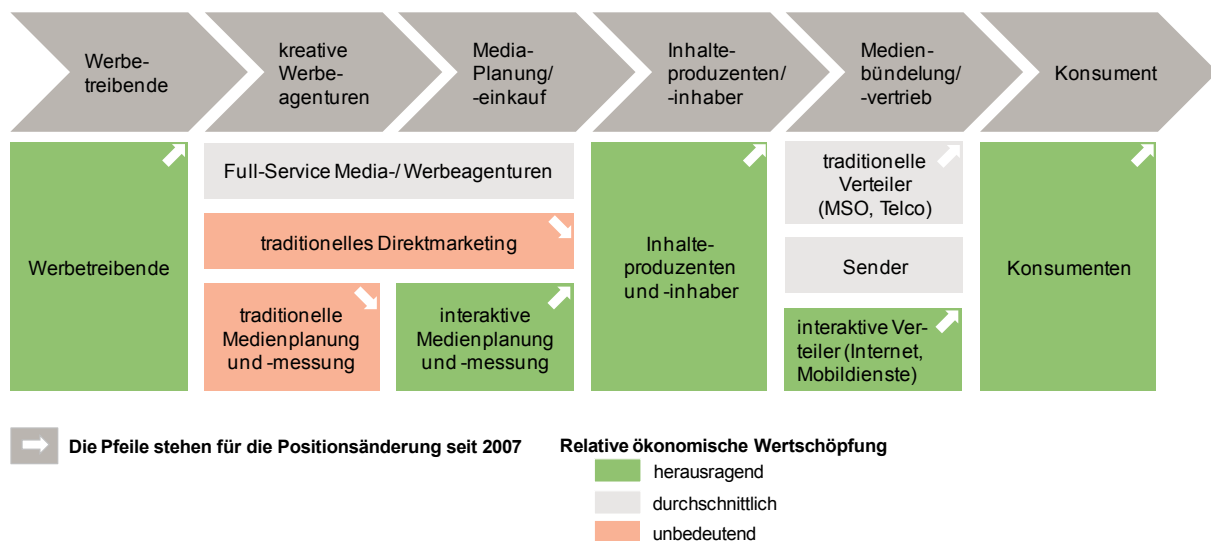 Werbe-
treibende
kreative
Werbe-
agenturen
Media-
Planung/
-einkauf
Inhalte-
produzenten/
-inhaber
Medien-
bündelung/
-vertrieb
Konsument
Werbetreibende
Full-Service Media-/ Werbeagenturen
traditionelles Direktmarketing
traditionelle
Medienplanung
und -messung
interaktive
Medienplanung
und -messung
Inhalte-
produzenten
und -inhaber
traditionelle
Verteiler
(MSO, Telco)
Sender
interaktive Ver-
teiler (Internet,
Mobildienste)
Konsumenten
Die Pfeile stehen für die Positionsänderung seit 2007
Relative ökonomische Wertschöpfung
herausragend
durchschnittlich
unbedeutend